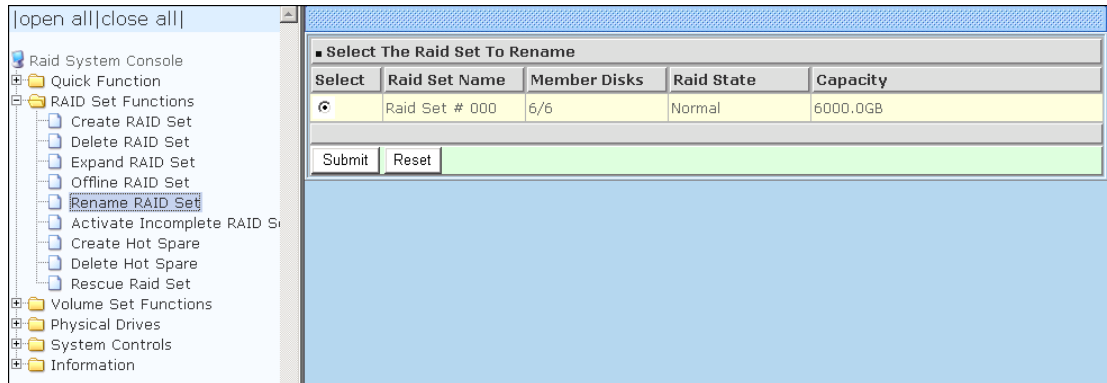 |open all|close all|
Raid System Console
Quick Function
RAID Set Functions
Create RAID Set
Delete RAID Set
Expand RAID Set
Offline RAID Set
Rename RAID Set
Activate Incomplete RAID
Create Hot Spare
Delete Hot Spare
Rescue Raid Set
Volume Set Functions
Physical Drives
System Controls
Information
Select The Raid Set To Rename
Select Raid Set Name Member Disks Raid State Capacity
Raid Set # 000 6/6 Normal 6000.0GB
Submit Reset